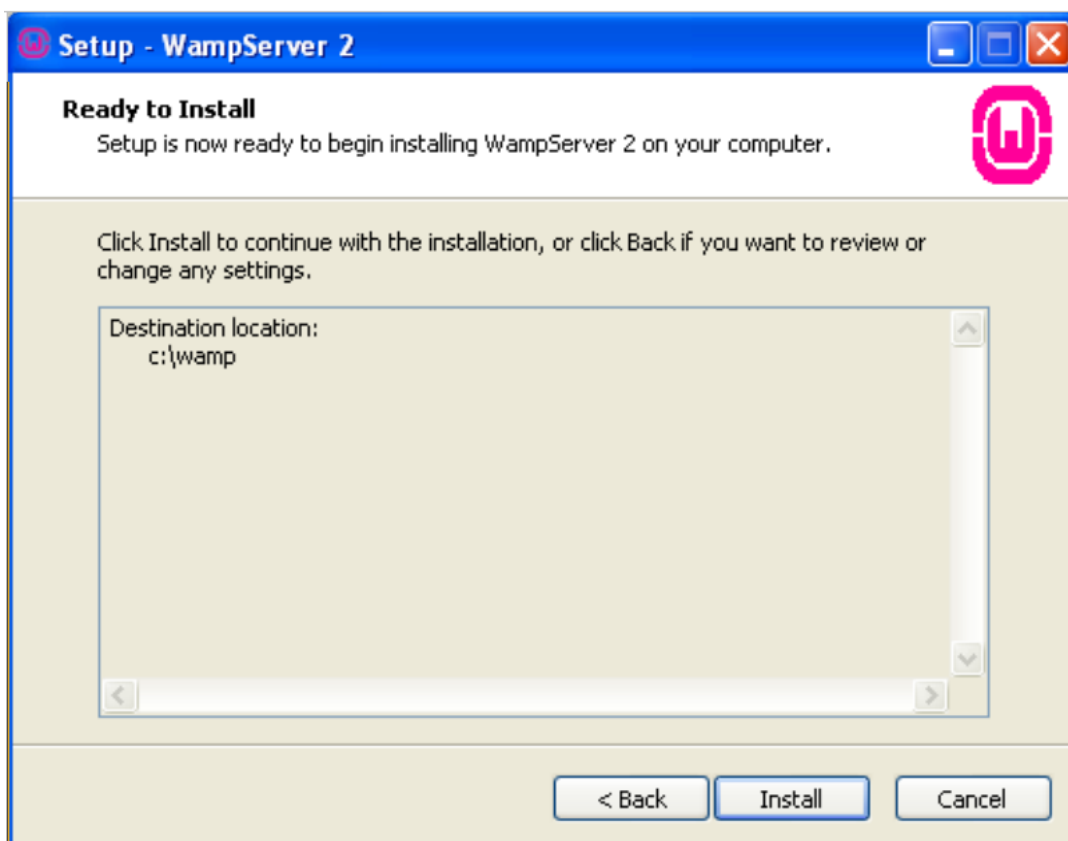 Setup - WampServer 2
Ready to Install
Setup is now ready to begin installing WampServer 2 on your computer.
Click Install to continue with the installation, or click Back if you want to review or
change any settings.
Destination location:
c:\wamp
< Back
Install
Cancel